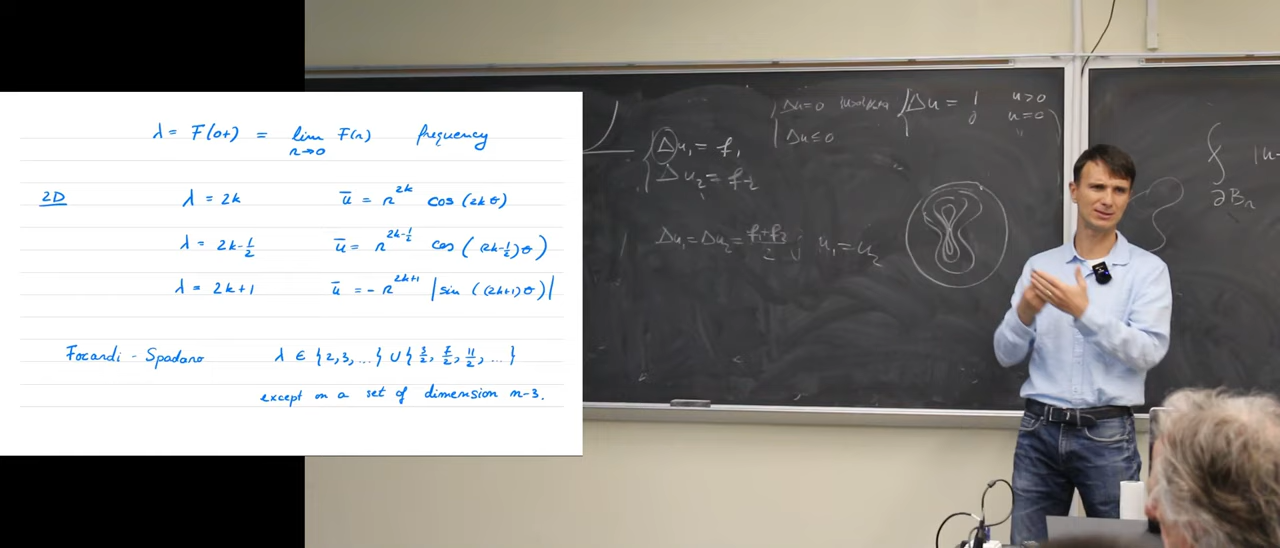 λ = F(0+) = lim F(r) frequency
r→0
2D λ = 2k ū = r^{2k} cos (2kθ)
λ = 2k-½ ū = r^{2k-½} cos ((2k-½)θ)
λ = 2k+1 ū = - r^{2k+1} |sin ((2k+1)θ)|
Focardi - Spadaro λ ∈ {2,3,...} ∪ {3/2, 7/2, 11/2, ...}
except on a set of dimension n-3.
Δu=0
Δu≤0
Δu = 1 u>0
0 u=0
Δu₁ = f₁
Δu₂ = f₂
Δu₁ = Δu₂ = (f₁+f₂)/2 u₁ = u₂
∂Bᵣ